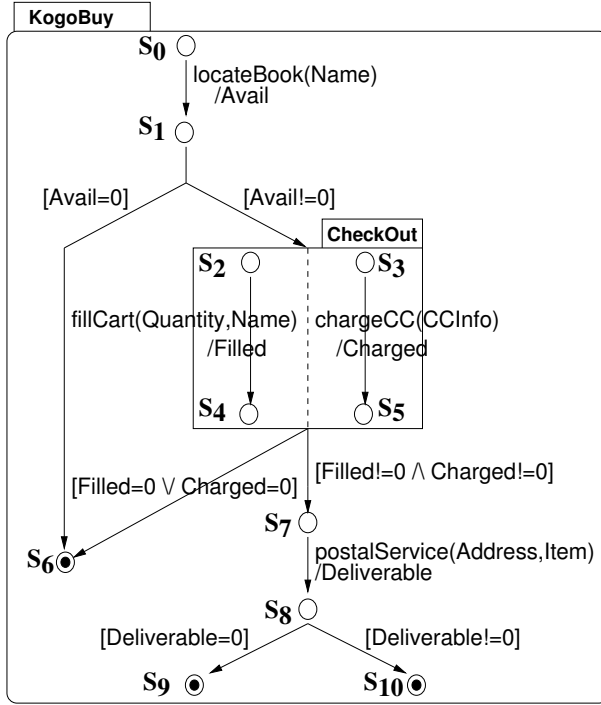 KogoBuy
S0
locateBook(Name)
/Avail
S1
[Avail=0]
[Avail!=0]
CheckOut
S2
S3
fillCart(Quantity,Name)
/Filled
chargeCC(CCInfo)
/Charged
S4
S5
[Filled=0 \/ Charged=0]
[Filled!=0 /\ Charged!=0]
S7
S6
postalService(Address,Item)
/Deliverable
S8
[Deliverable=0]
[Deliverable!=0]
S9
S10